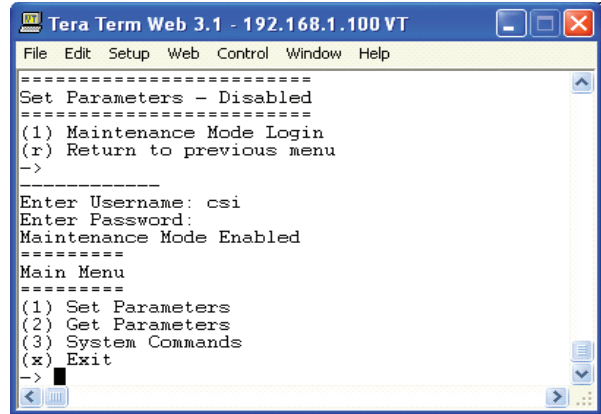 Tera Term Web 3.1 - 192.168.1.100 VT
File Edit Setup Web Control Window Help
=========================
Set Parameters - Disabled
=========================
(1) Maintenance Mode Login
(r) Return to previous menu
->
------------
Enter Username: csi
Enter Password:
Maintenance Mode Enabled
=========
Main Menu
=========
(1) Set Parameters
(2) Get Parameters
(3) System Commands
(x) Exit
->